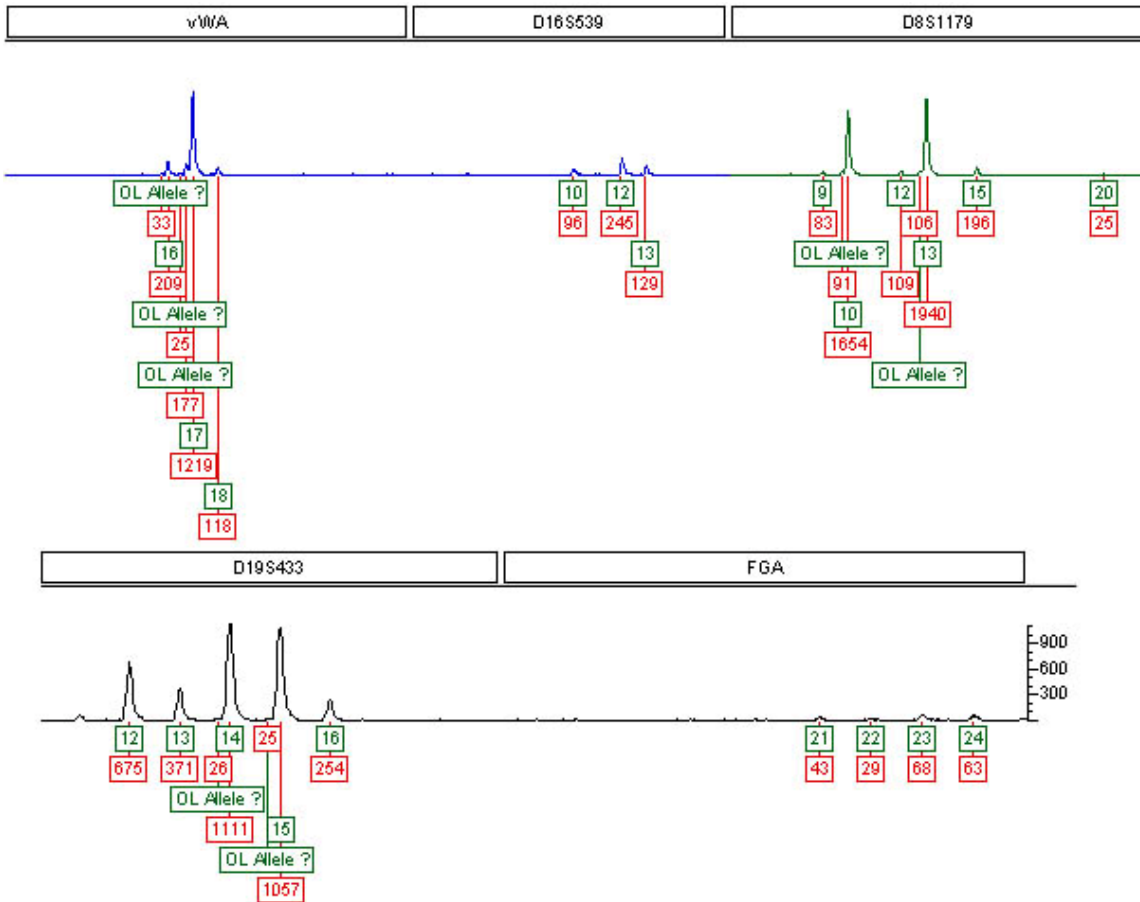 vWA D16S539 D8S1179
OL Allele ? 10 12 9 12 106 15 20
33 96 245 83 196 25
16 13 OL Allele ? 13
209 129 91 109
OL Allele ? 10 1940
25 1654
OL Allele ? OL Allele ?
177
17
1219
18
118
D19S433 FGA
900
600
300
12 13 14 25 16 21 22 23 24
675 371 26 254 43 29 68 63
OL Allele ?
1111 15
OL Allele ?
1057